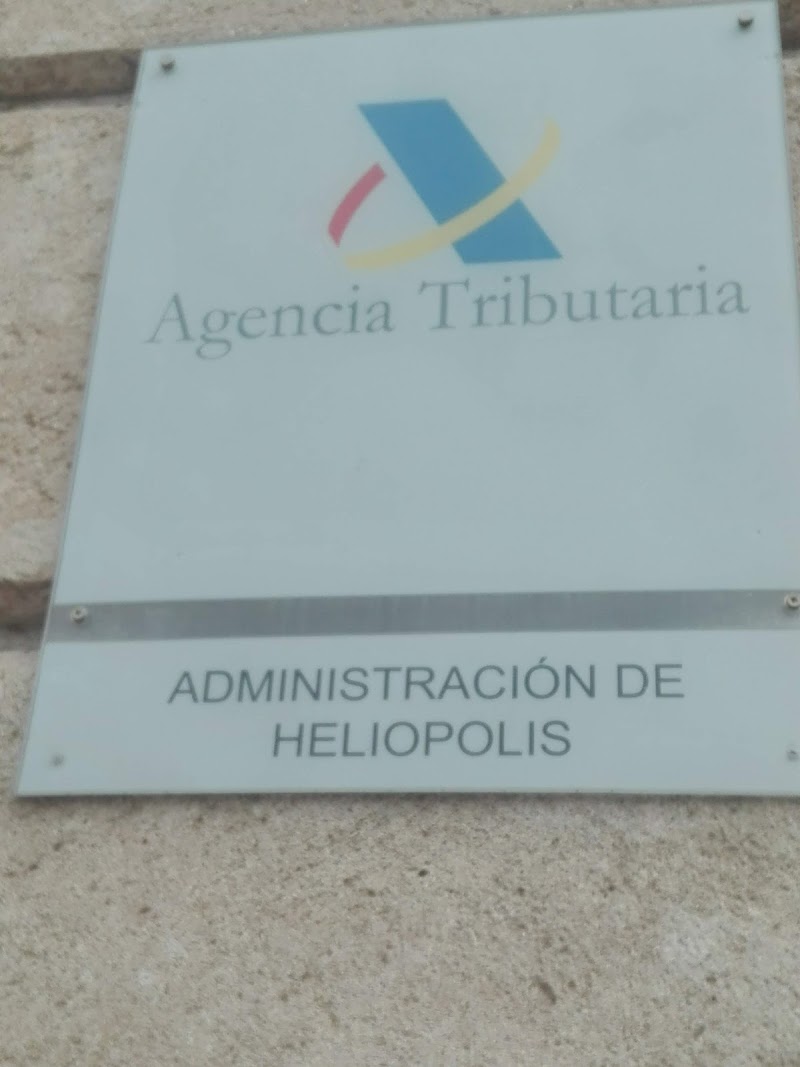 Agencia Tributaria
ADMINISTRACIÓN DE
HELIOPOLIS